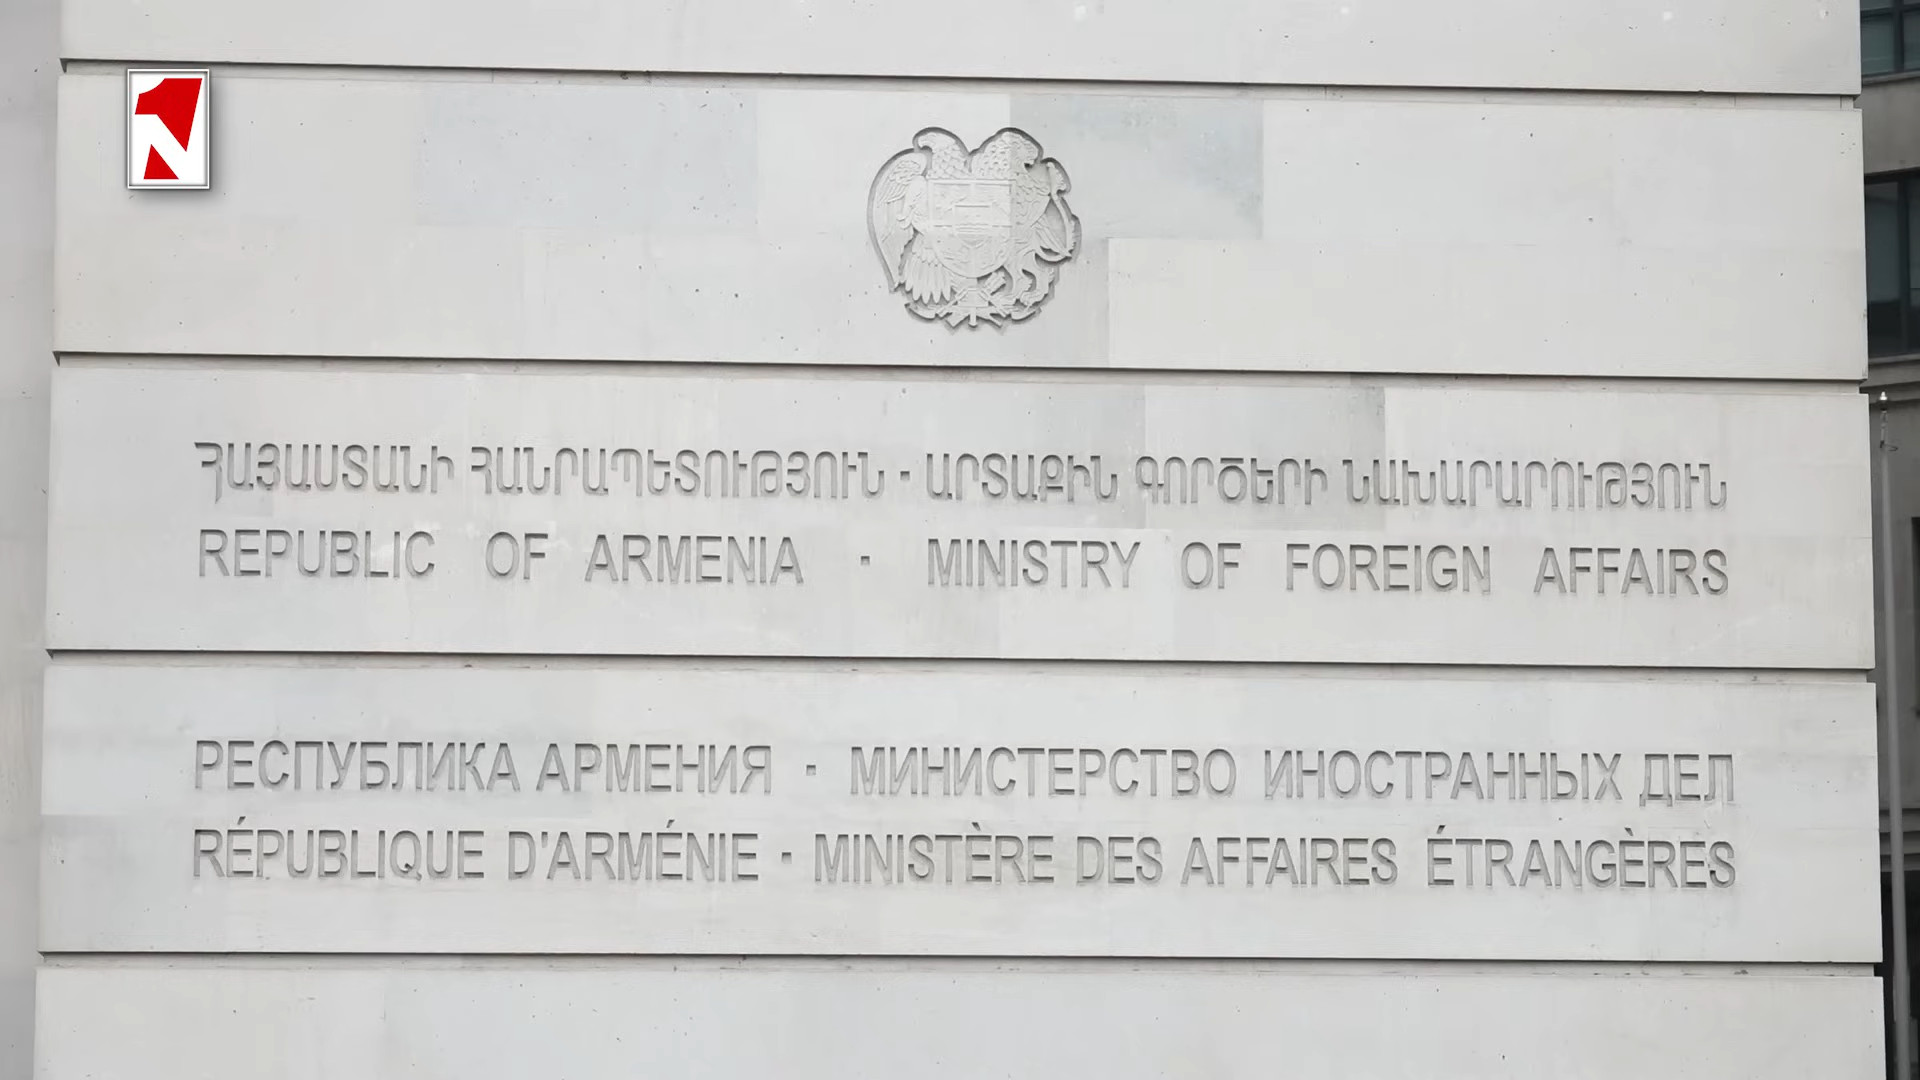 1N
ՀԱՅԱՍՏԱՆԻ ՀԱՆՐԱՊԵՏՈՒԹՅՈՒՆ · ԱՐՏԱՔԻՆ ԳՈՐԾԵՐԻ ՆԱԽԱՐԱՐՈՒԹՅՈՒՆ
REPUBLIC OF ARMENIA · MINISTRY OF FOREIGN AFFAIRS
РЕСПУБЛИКА АРМЕНИЯ · МИНИСТЕРСТВО ИНОСТРАННЫХ ДЕЛ
RÉPUBLIQUE D'ARMÉNIE · MINISTÈRE DES AFFAIRES ÉTRANGÈRES